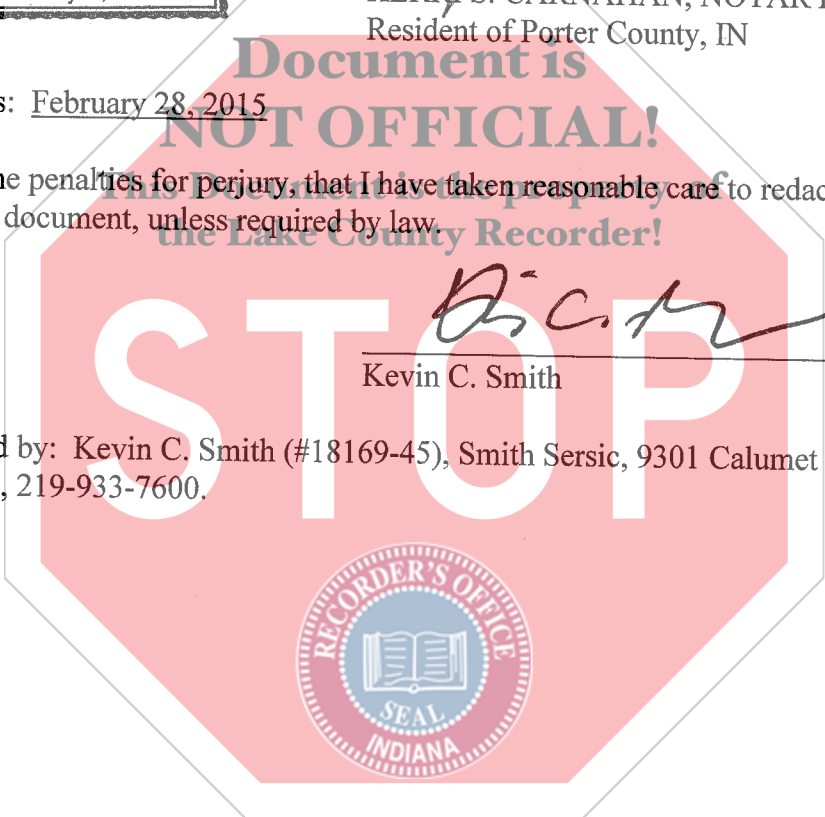 S. CARNAHAN, NOTAR
Resident of Porter County, IN
Document is
s: February 28, 2015
NOT OFFICIAL!
ne penalties for perjury, that I have taken reasonable care to redac
This Document is the property of
document, unless required by law.
the Lake County Recorder!
STOP
Kevin C. Smith
d by: Kevin C. Smith (#18169-45), Smith Sersic, 9301 Calumet
, 219-933-7600.
RECORDER'S OFFICE
SEAL
INDIANA